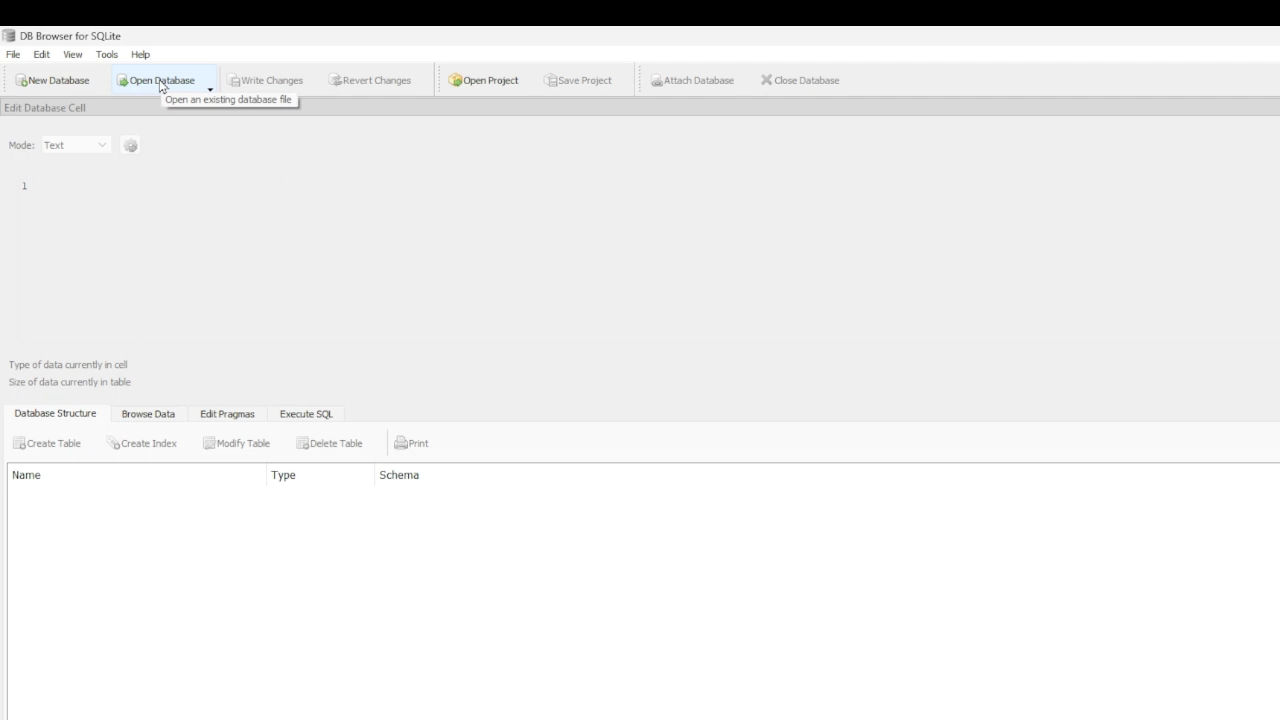 DB Browser for SQLite
File Edit View Tools Help
New Database Open Database Write Changes Revert Changes Open Project Save Project Attach Database Close Database
Open an existing database file
Edit Database Cell
Mode: Text
1
Type of data currently in cell
Size of data currently in table
Database Structure Browse Data Edit Pragmas Execute SQL
Create Table Create Index Modify Table Delete Table Print
Name Type Schema